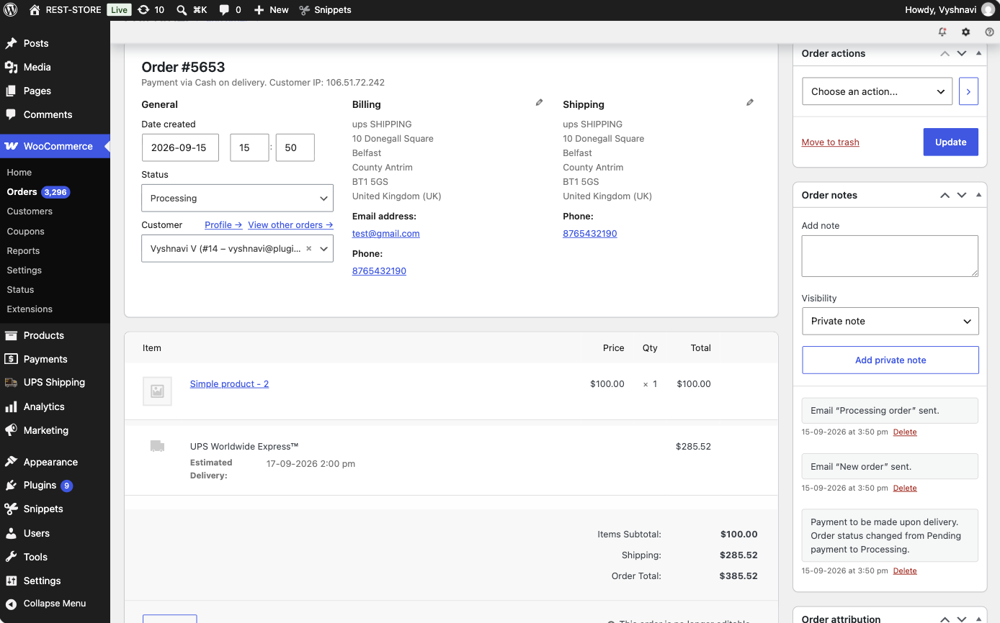 REST-STORE Live 10 ⌘K 0 New Snippets
Howdy, Vyshnavi
Posts
Media
Pages
Comments
WooCommerce
Home
Orders 3,296
Customers
Coupons
Reports
Settings
Status
Extensions
Products
Payments
UPS Shipping
Analytics
Marketing
Appearance
Plugins 9
Snippets
Users
Tools
Settings
Collapse Menu
Order #5653
Payment via Cash on delivery. Customer IP: 106.51.72.242
General
Date created
2026-09-15 15 : 50
Status
Processing
Customer Profile → View other orders →
Vyshnavi V (#14 – vyshnavi@plugi... ×
Billing
ups SHIPPING
10 Donegall Square
Belfast
County Antrim
BT1 5GS
United Kingdom (UK)
Email address:
test@gmail.com
Phone:
8765432190
Shipping
ups SHIPPING
10 Donegall Square
Belfast
County Antrim
BT1 5GS
United Kingdom (UK)
Phone:
8765432190
Item Price Qty Total
Simple product - 2 $100.00 × 1 $100.00
UPS Worldwide Express™ $285.52
Estimated Delivery: 17-09-2026 2:00 pm
Items Subtotal: $100.00
Shipping: $285.52
Order Total: $385.52
This order is no longer editable.
Order actions
Choose an action...
Move to trash Update
Order notes
Add note
Visibility
Private note
Add private note
Email “Processing order” sent.
15-09-2026 at 3:50 pm Delete
Email “New order” sent.
15-09-2026 at 3:50 pm Delete
Payment to be made upon delivery.
Order status changed from Pending
payment to Processing.
15-09-2026 at 3:50 pm Delete
Order attribution